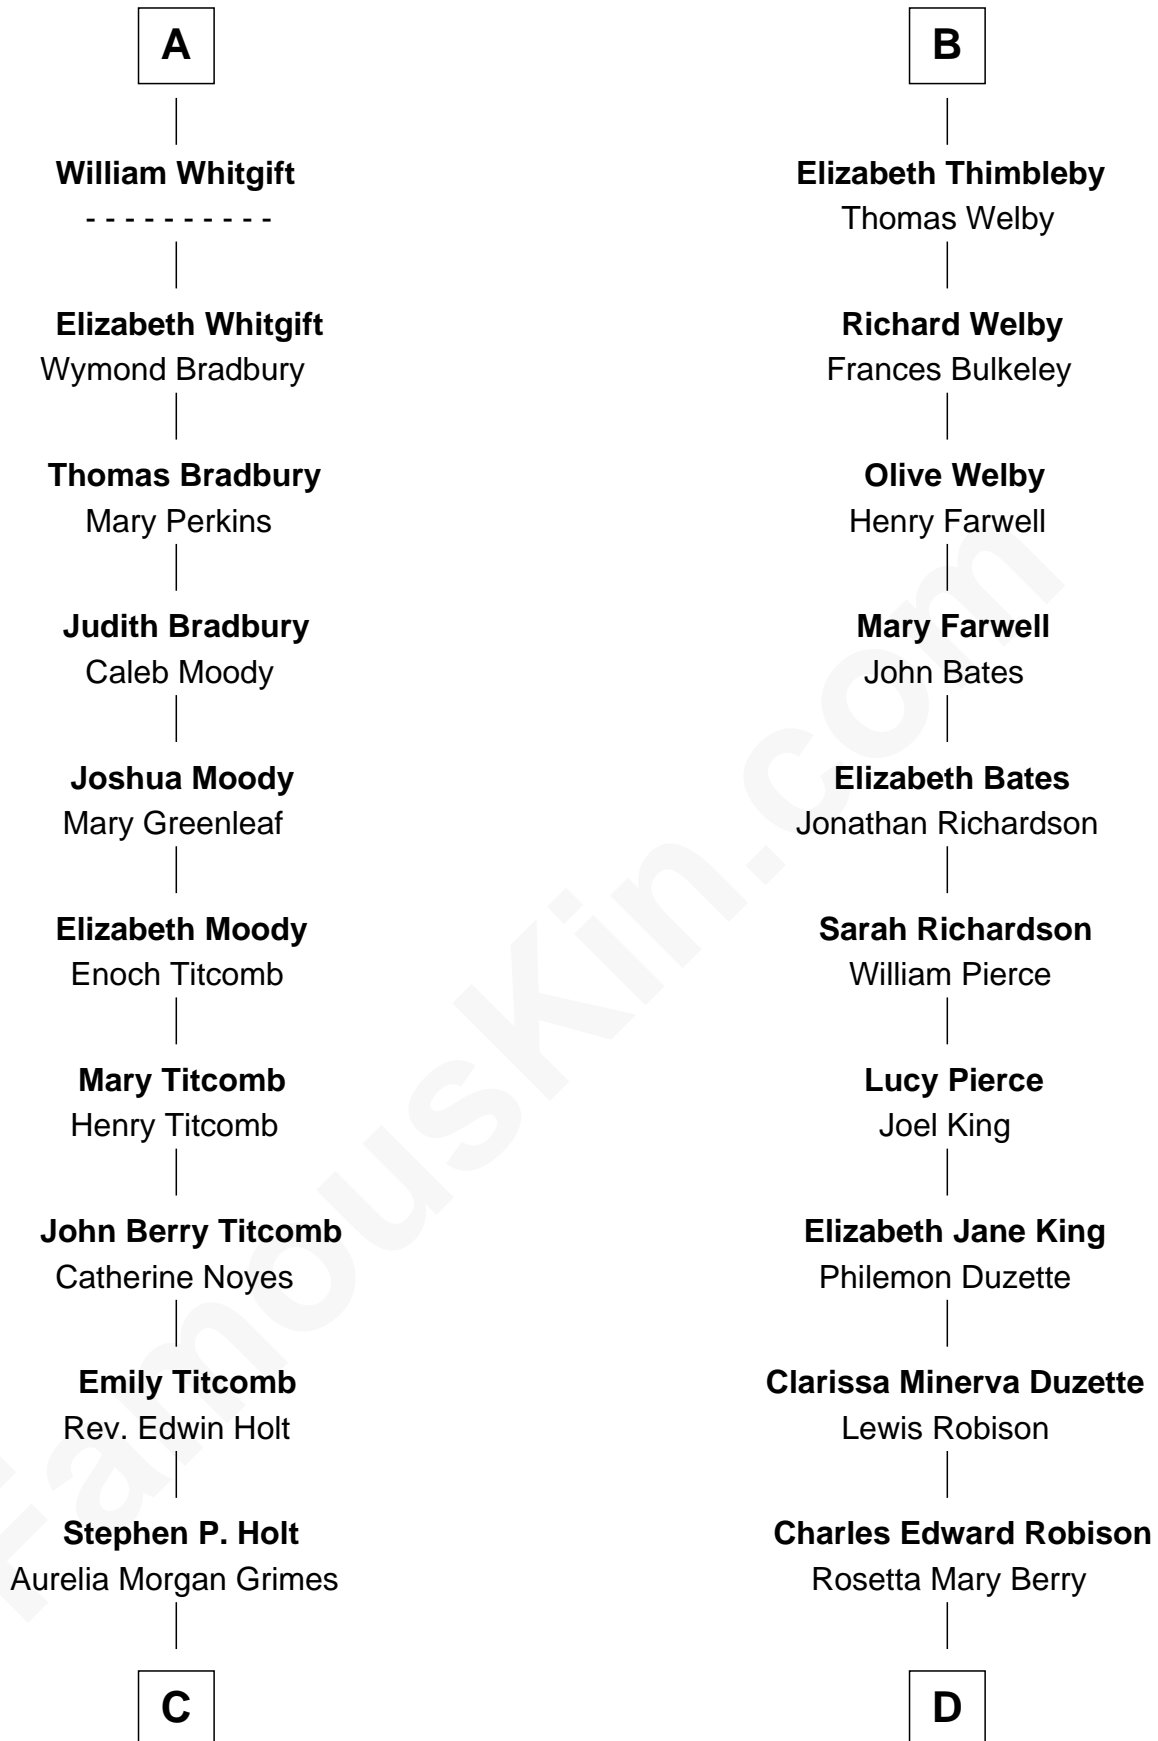 A
William Whitgift
- - - - - - - - - -
Elizabeth Whitgift
Wymond Bradbury
Thomas Bradbury
Mary Perkins
Judith Bradbury
Caleb Moody
Joshua Moody
Mary Greenleaf
Elizabeth Moody
Enoch Titcomb
Mary Titcomb
Henry Titcomb
John Berry Titcomb
Catherine Noyes
Emily Titcomb
Rev. Edwin Holt
Stephen P. Holt
Aurelia Morgan Grimes
C
B
Elizabeth Thimbleby
Thomas Welby
Richard Welby
Frances Bulkeley
Olive Welby
Henry Farwell
Mary Farwell
John Bates
Elizabeth Bates
Jonathan Richardson
Sarah Richardson
William Pierce
Lucy Pierce
Joel King
Elizabeth Jane King
Philemon Duzette
Clarissa Minerva Duzette
Lewis Robison
Charles Edward Robison
Rosetta Mary Berry
D
FamousKin.com